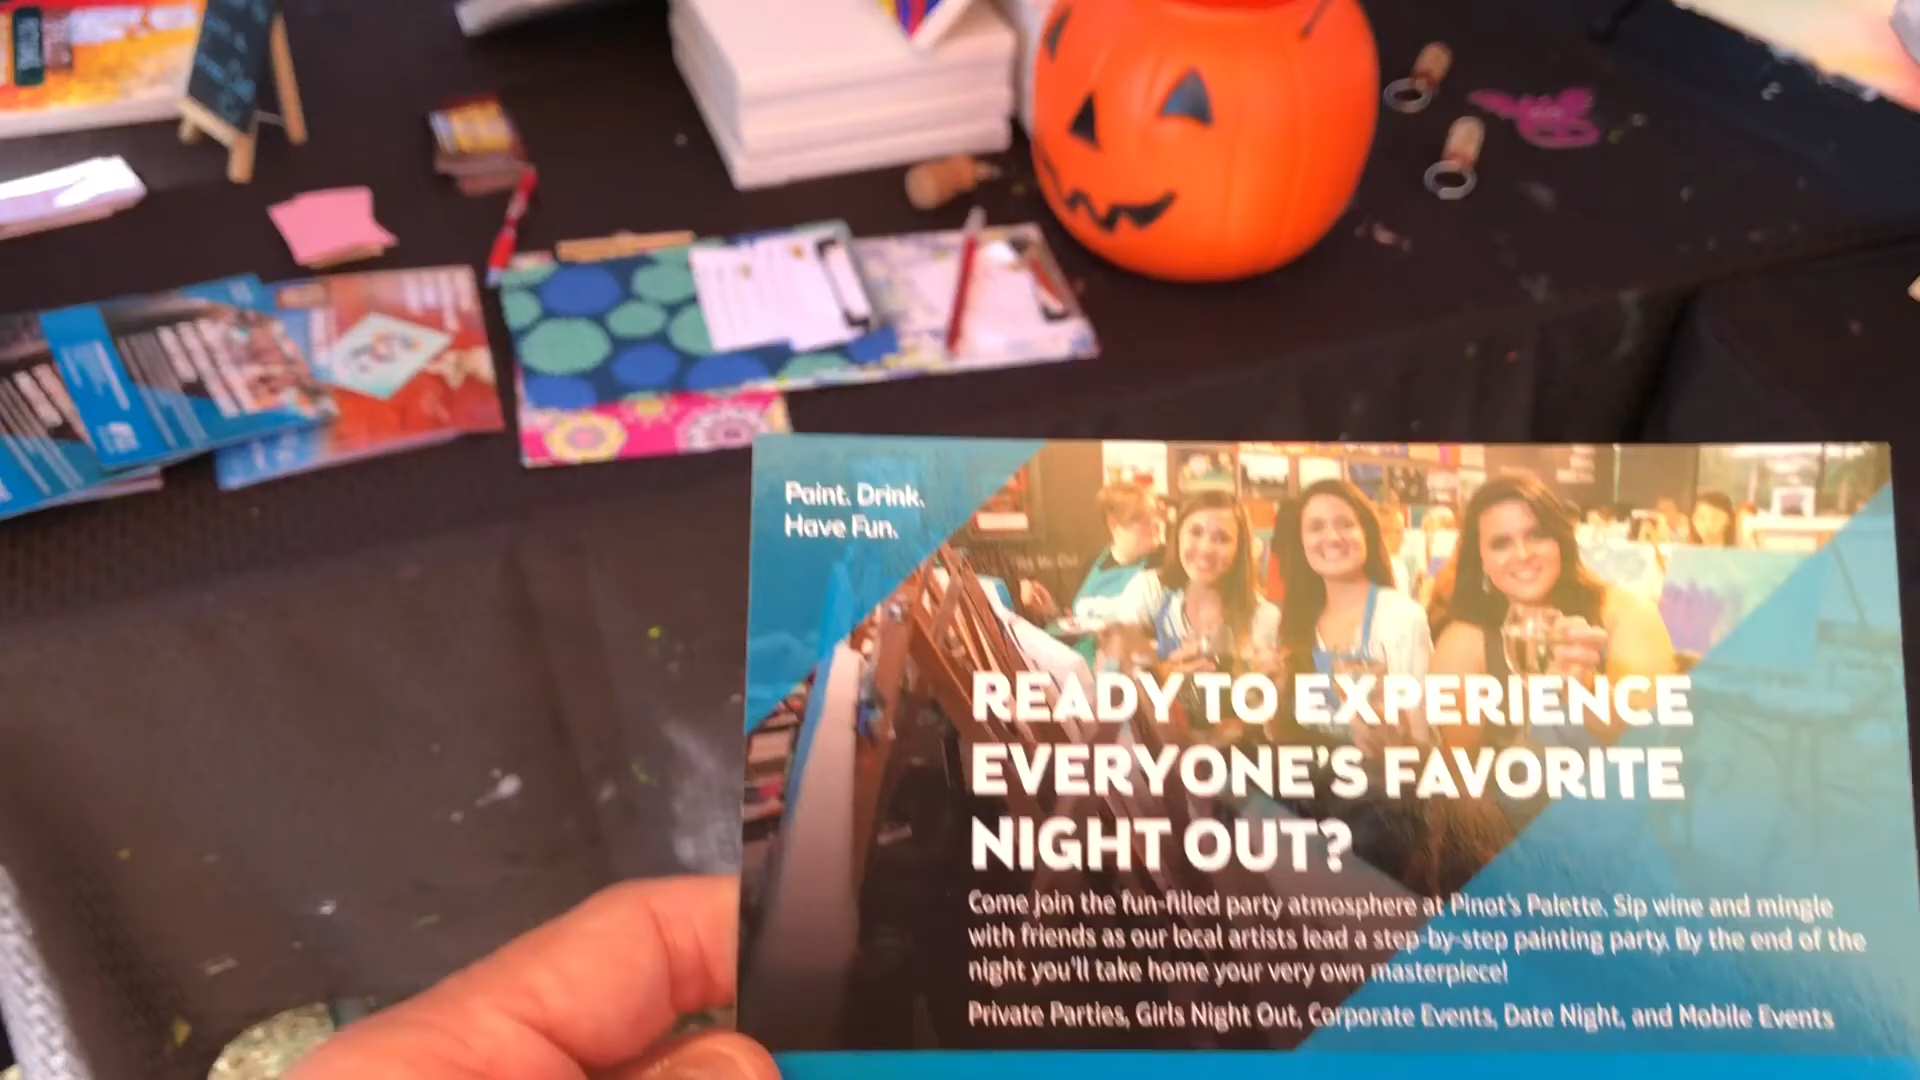 Paint. Drink.
Have Fun.
READY TO EXPERIENCE
EVERYONE'S FAVORITE
NIGHT OUT?
Come join the fun-filled party atmosphere at Pinot's Palette. Sip wine and mingle
with friends as our local artists lead a step-by-step painting party. By the end of the
night you'll take home your very own masterpiece!
Private Parties, Girls Night Out, Corporate Events, Date Night, and Mobile Events